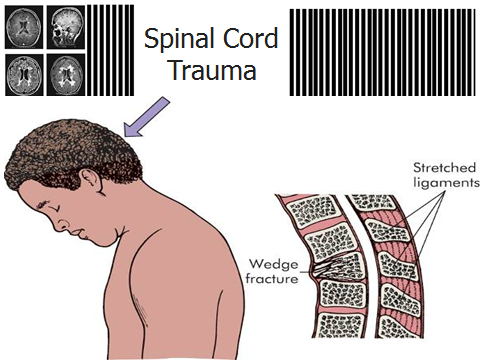 Spinal Cord
Trauma
Stretched
ligaments
Wedge
fracture